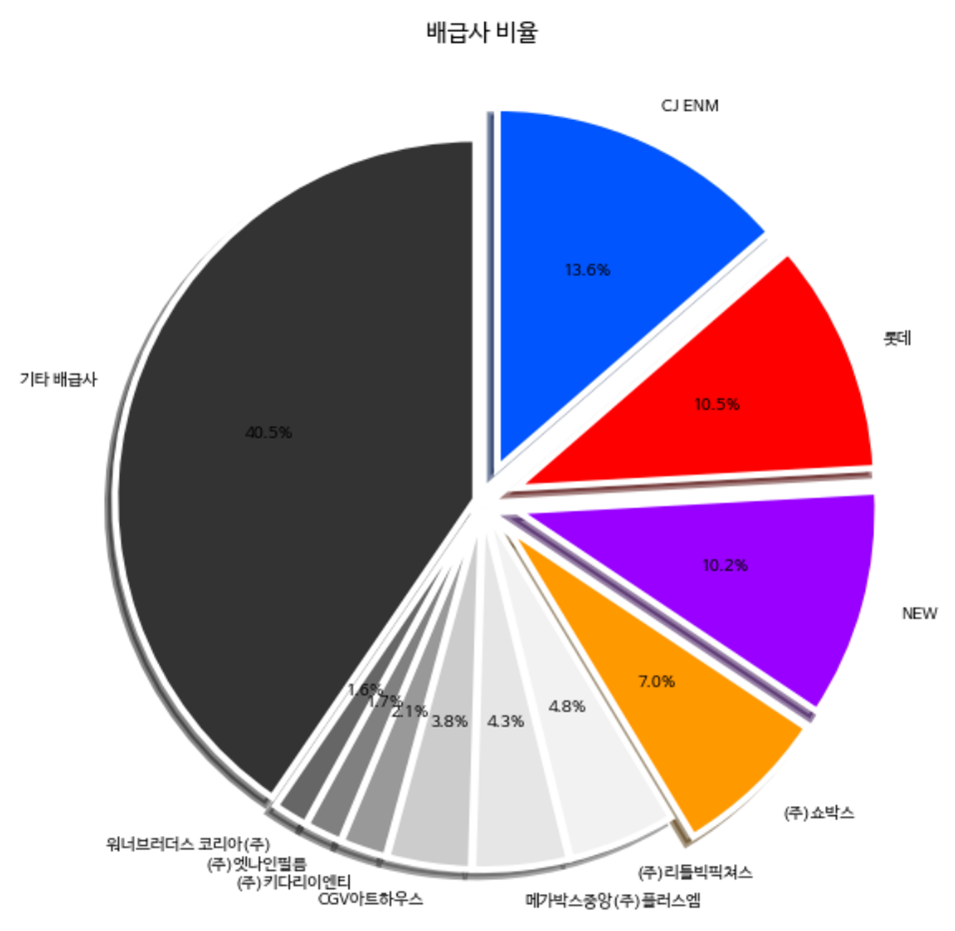 배급사 비율
CJ ENM
13.6%
롯데
10.5%
NEW
10.2%
(주)쇼박스
7.0%
(주)리틀빅픽쳐스
4.8%
메가박스중앙(주)플러스엠
4.3%
CGV아트하우스
3.8%
(주)키다리이엔티
2.1%
(주)엣나인필름
1.7%
워너브러더스 코리아(주)
1.6%
기타 배급사
40.5%